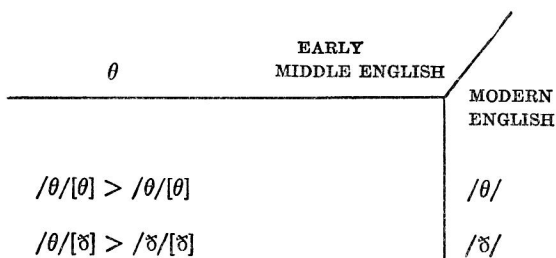 EARLY
θ MIDDLE ENGLISH
MODERN
ENGLISH
/θ/[θ] > /θ/[θ] /θ/
/θ/[ð] > /ð/[ð] /ð/